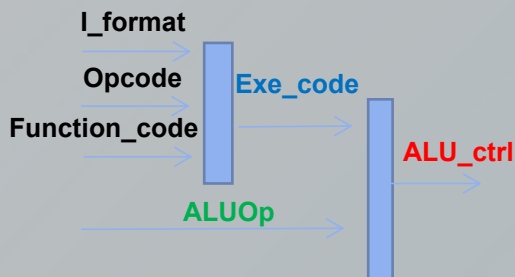 I_format
Opcode
Exe_code
Function_code
ALU_ctrl
ALUOp